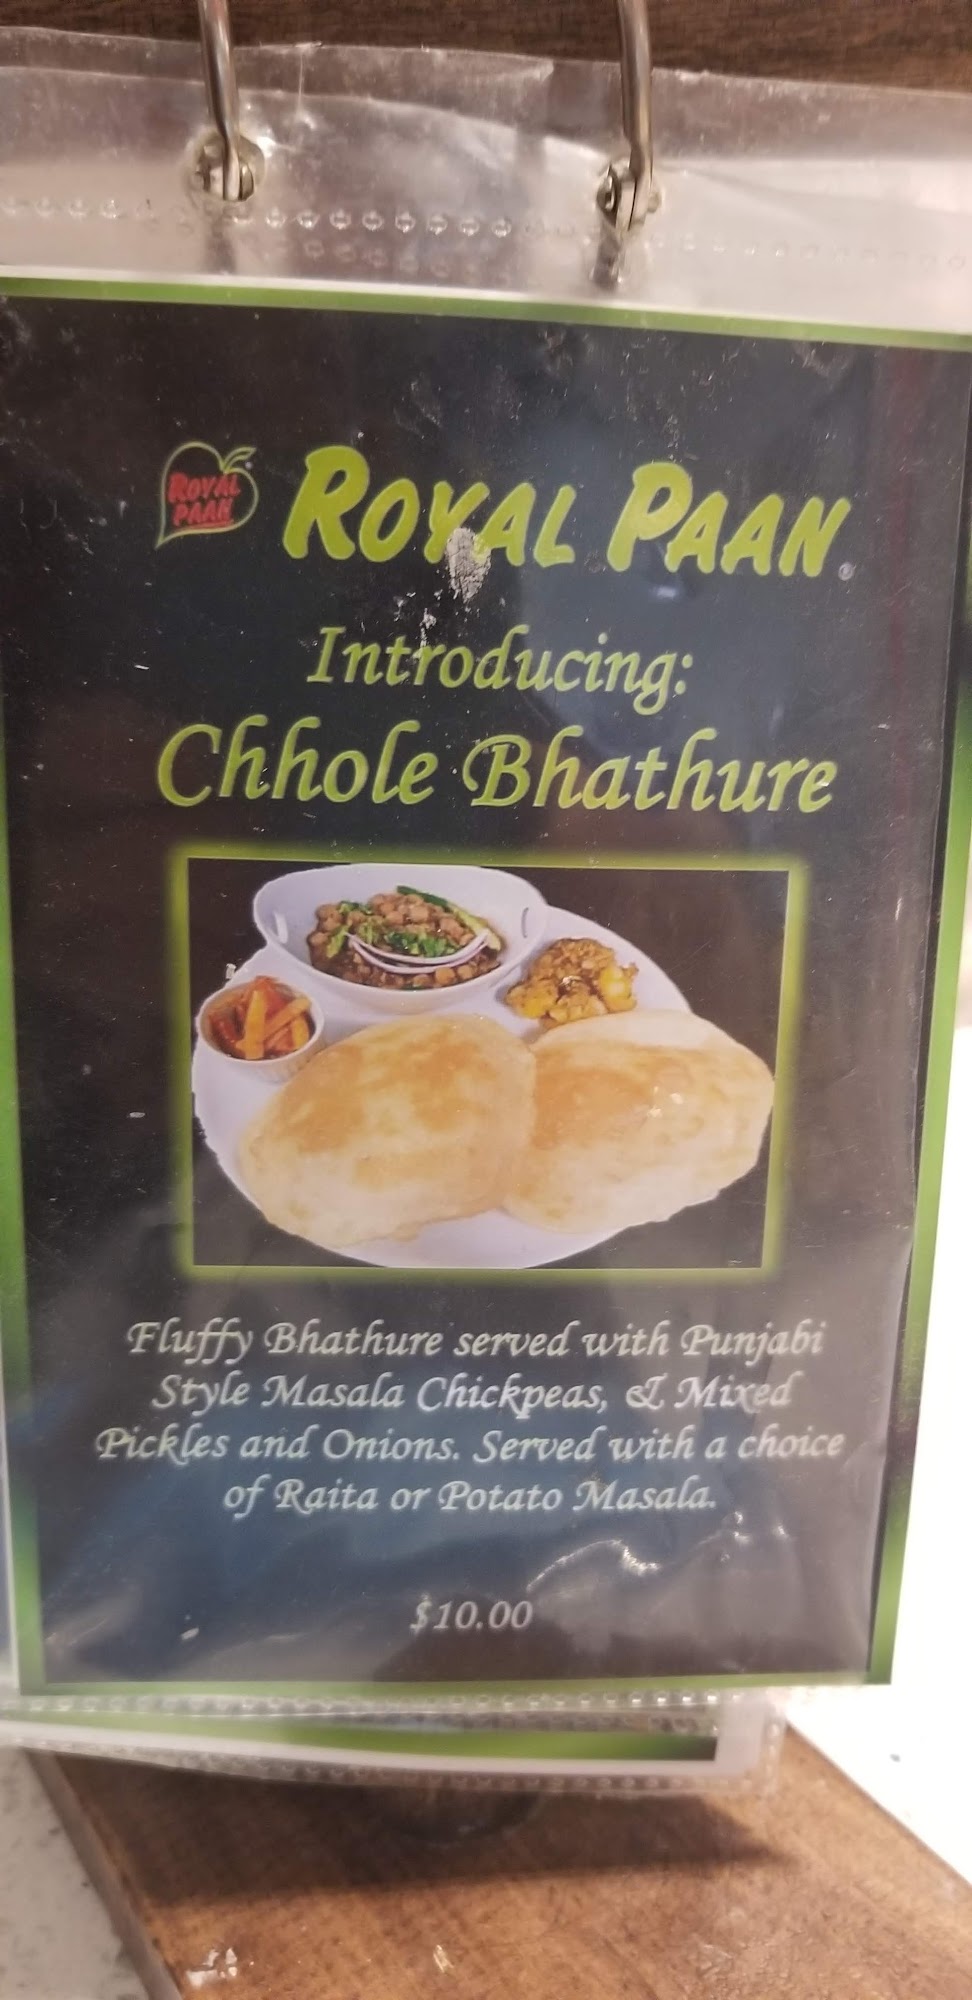 ROYAL
PAAN
ROYAL PAAN®
Introducing:
Chhole Bhathure
Fluffy Bhathure served with Punjabi
Style Masala Chickpeas, & Mixed
Pickles and Onions. Served with a choice
of Raita or Potato Masala.
$10.00